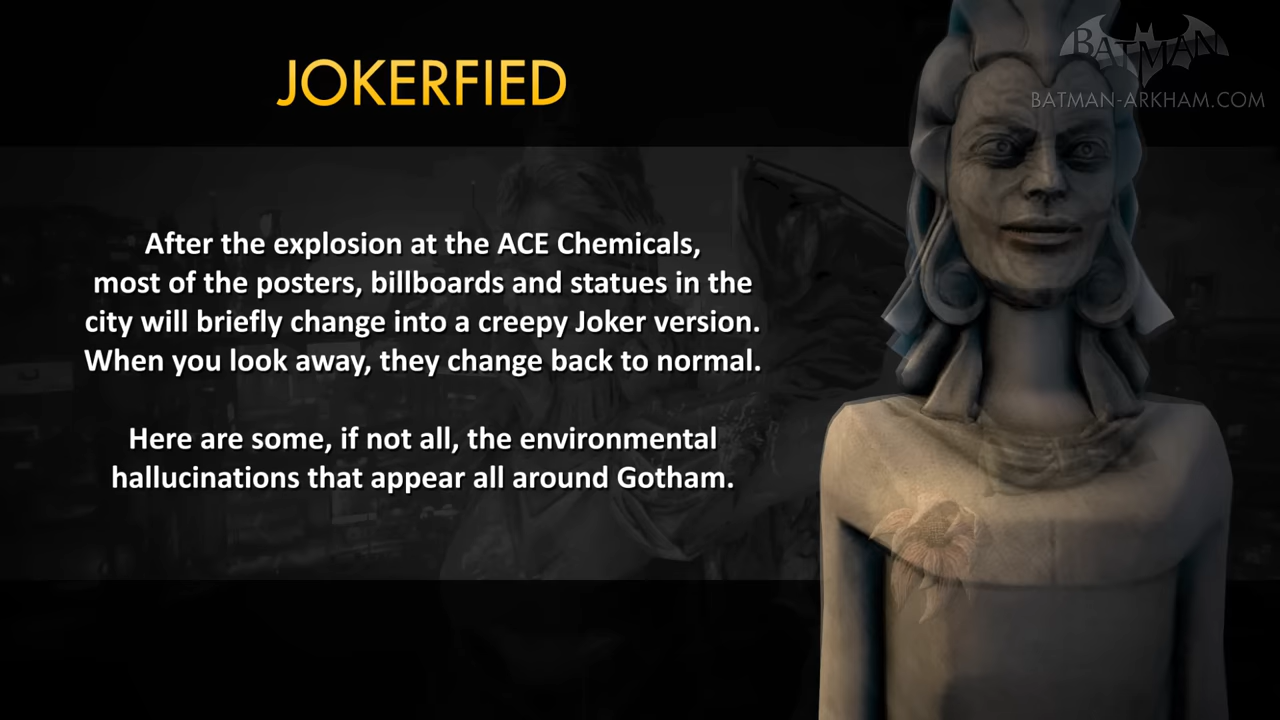 JOKERFIED
BATMAN
BATMAN-ARKHAM.COM
After the explosion at the ACE Chemicals,
most of the posters, billboards and statues in the
city will briefly change into a creepy Joker version.
When you look away, they change back to normal.
Here are some, if not all, the environmental
hallucinations that appear all around Gotham.